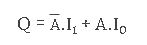 Q = A̅.I₁ + A.I₀